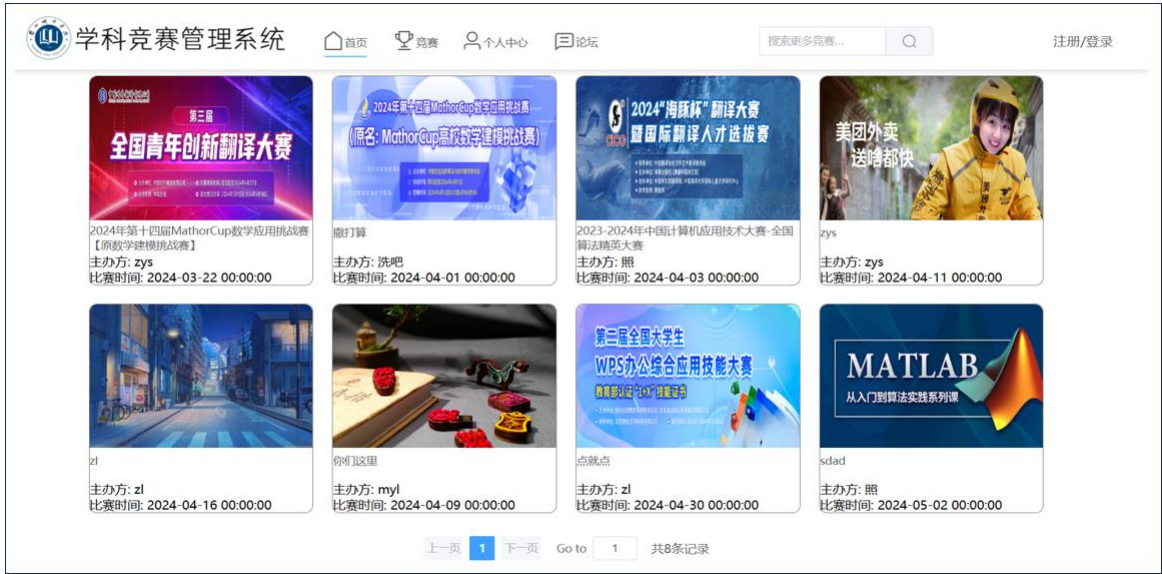 学科竞赛管理系统
首页
竞赛
个人中心
论坛
搜索更多竞赛...
注册/登录
第三届
全国青年创新翻译大赛
2024年第十四届MathorCup数学应用挑战赛
(原名: MathorCup高校数学建模挑战赛)
2024"海豚杯"翻译大赛
暨国际翻译人才选拔赛
美团外卖
送啥都快
美团
2024年第十四届MathorCup数学应用挑战赛
【原数学建模挑战赛】
主办方: zys
比赛时间: 2024-03-22 00:00:00
撒打算
主办方: 洗吧
比赛时间: 2024-04-01 00:00:00
2023-2024年中国计算机应用技术大赛-全国
算法精英大赛
主办方: 照
比赛时间: 2024-04-03 00:00:00
zys
主办方: zys
比赛时间: 2024-04-11 00:00:00
第二届全国大学生
WPS办公综合应用技能大赛
教育部认证"1+X"技能证书
MATLAB
从入门到算法实践系列课
zl
主办方: zl
比赛时间: 2024-04-16 00:00:00
你们这里
主办方: myl
比赛时间: 2024-04-09 00:00:00
点就点
主办方: zl
比赛时间: 2024-04-30 00:00:00
sdad
主办方: 照
比赛时间: 2024-05-02 00:00:00
上一页 1 下一页 Go to 1 共8条记录